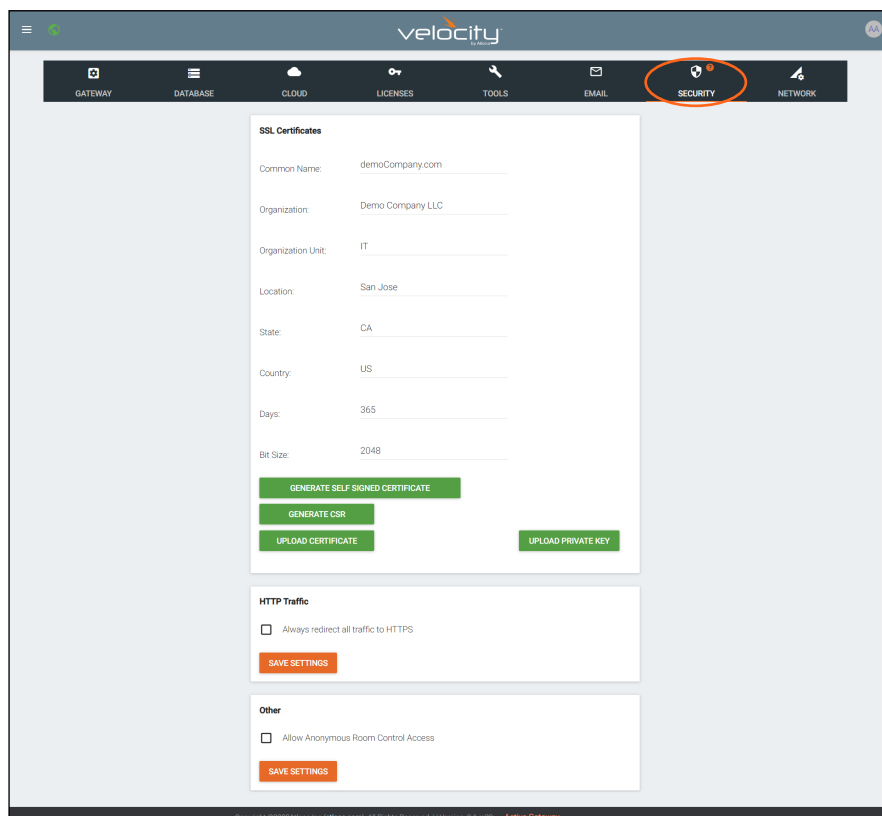 AA
velocity
by Atlona
GATEWAY DATABASE CLOUD LICENSES TOOLS EMAIL SECURITY ? NETWORK
SSL Certificates
Common Name: demoCompany.com
Organization: Demo Company LLC
Organization Unit: IT
Location: San Jose
State: CA
Country: US
Days: 365
Bit Size: 2048
GENERATE SELF SIGNED CERTIFICATE
GENERATE CSR
UPLOAD CERTIFICATE UPLOAD PRIVATE KEY
HTTP Traffic
Always redirect all traffic to HTTPS
SAVE SETTINGS
Other
Allow Anonymous Room Control Access
SAVE SETTINGS